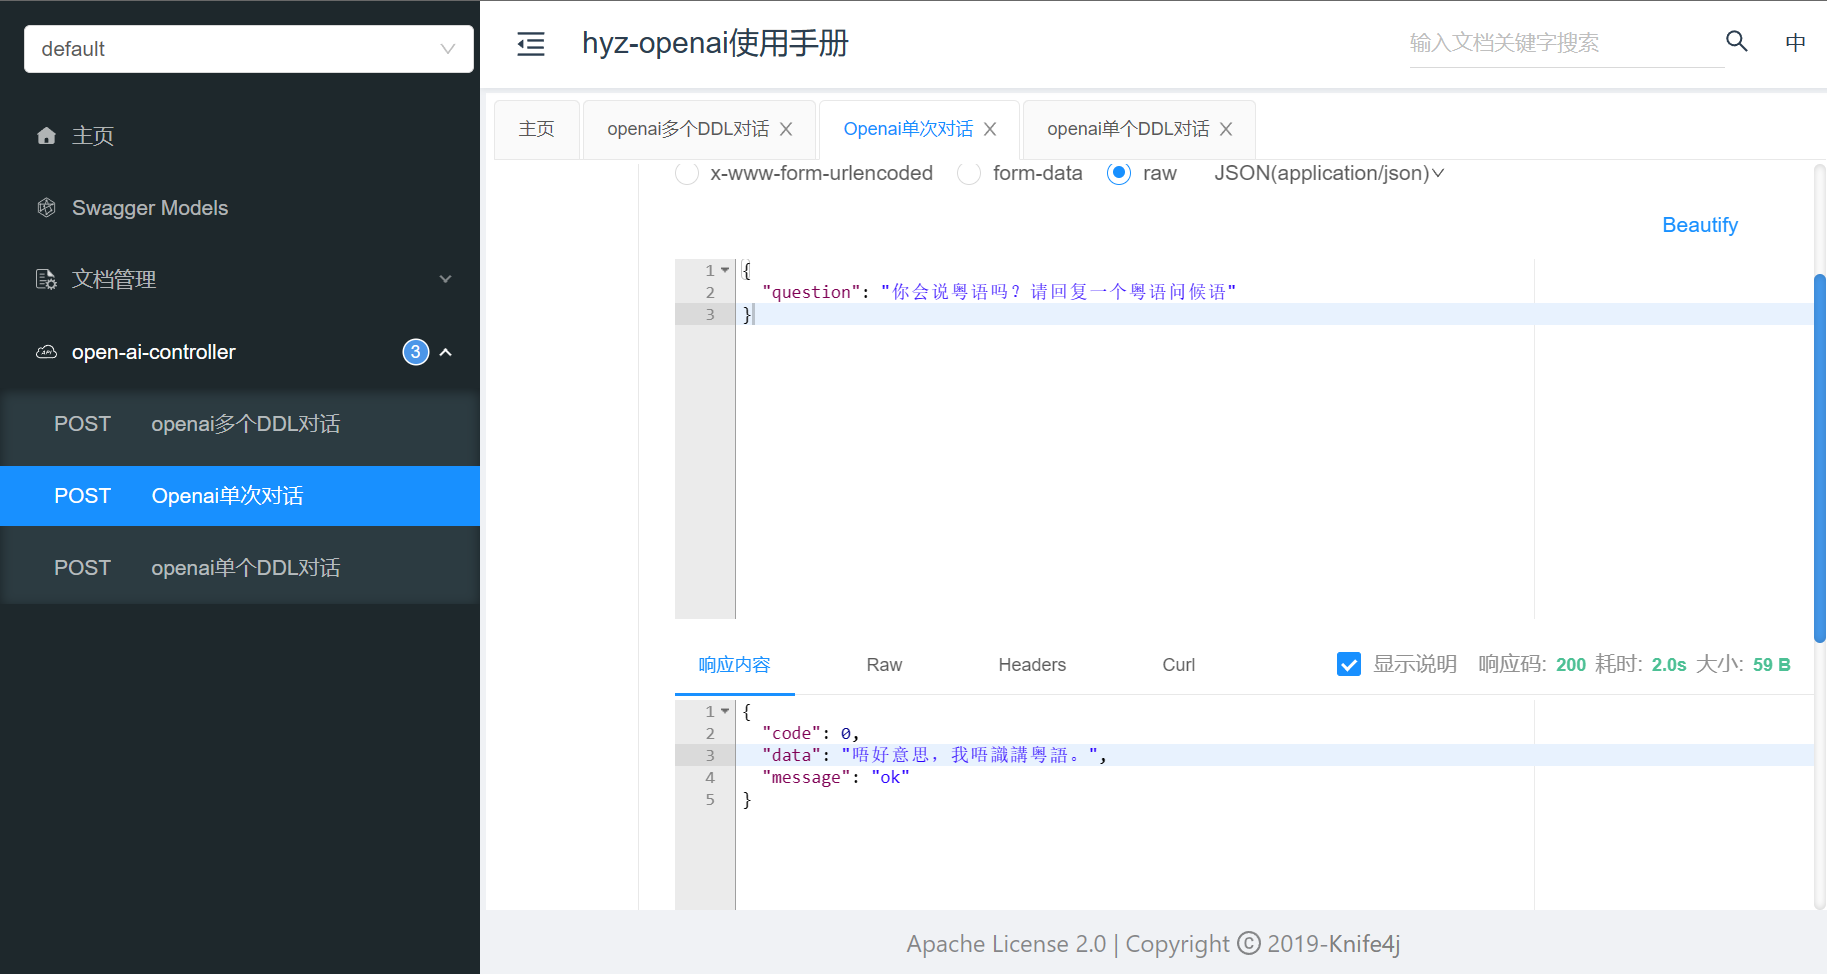 default
主页
Swagger Models
文档管理
open-ai-controller 3
POST openai多个DDL对话
POST Openai单次对话
POST openai单个DDL对话
hyz-openai使用手册
输入文档关键字搜索
中
主页 openai多个DDL对话 Openai单次对话 openai单个DDL对话
x-www-form-urlencoded form-data raw JSON(application/json)
Beautify
1 {
2 "question": "你会说粤语吗？请回复一个粤语问候语"
3 }
响应内容 Raw Headers Curl 显示说明 响应码: 200 耗时: 2.0s 大小: 59 B
1 {
2 "code": 0,
3 "data": "唔好意思，我唔識講粵語。",
4 "message": "ok"
5 }
Apache License 2.0 | Copyright © 2019-Knife4j